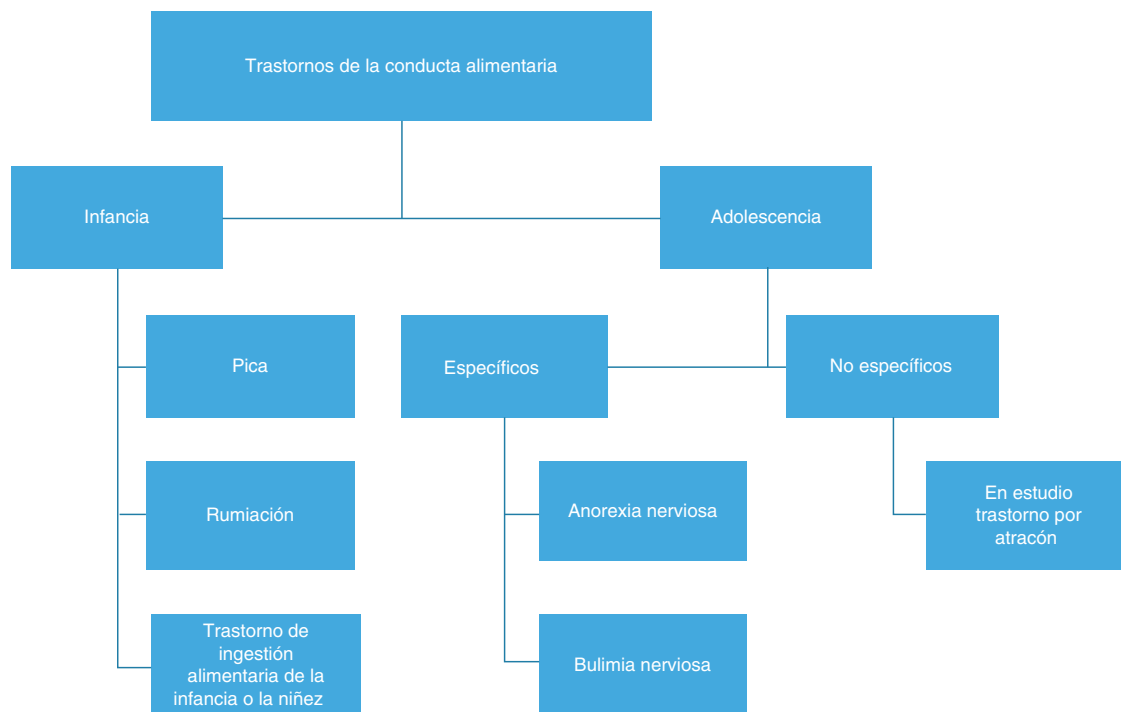 Trastornos de la conducta alimentaria
Infancia
Adolescencia
Pica
Específicos
No específicos
Rumiación
Anorexia nerviosa
En estudio
trastorno por
atracón
Trastorno de
ingestión
alimentaria de la
infancia o la niñez
Bulimia nerviosa